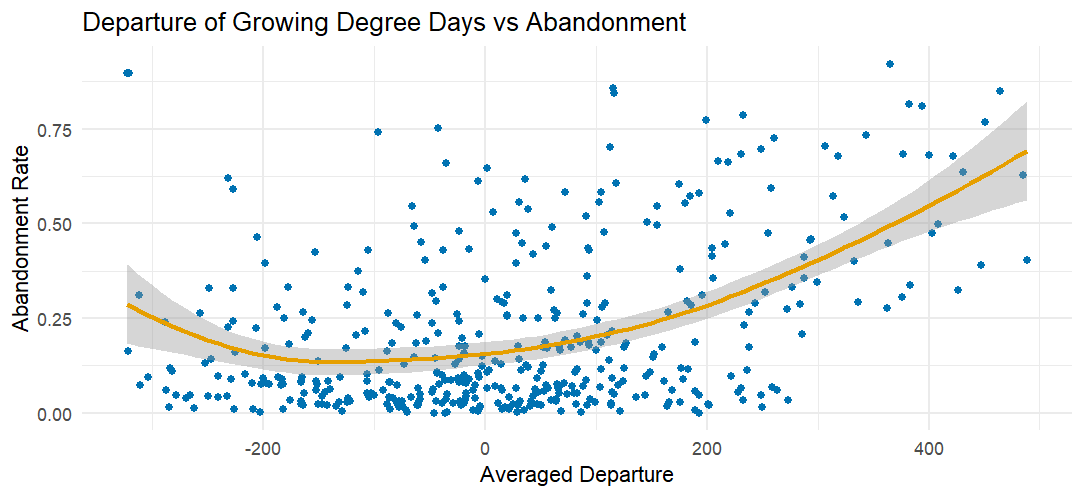 Departure of Growing Degree Days vs Abandonment
0.75
0.50
0.25
0.00
Abandonment Rate
-200 0 200 400
Averaged Departure